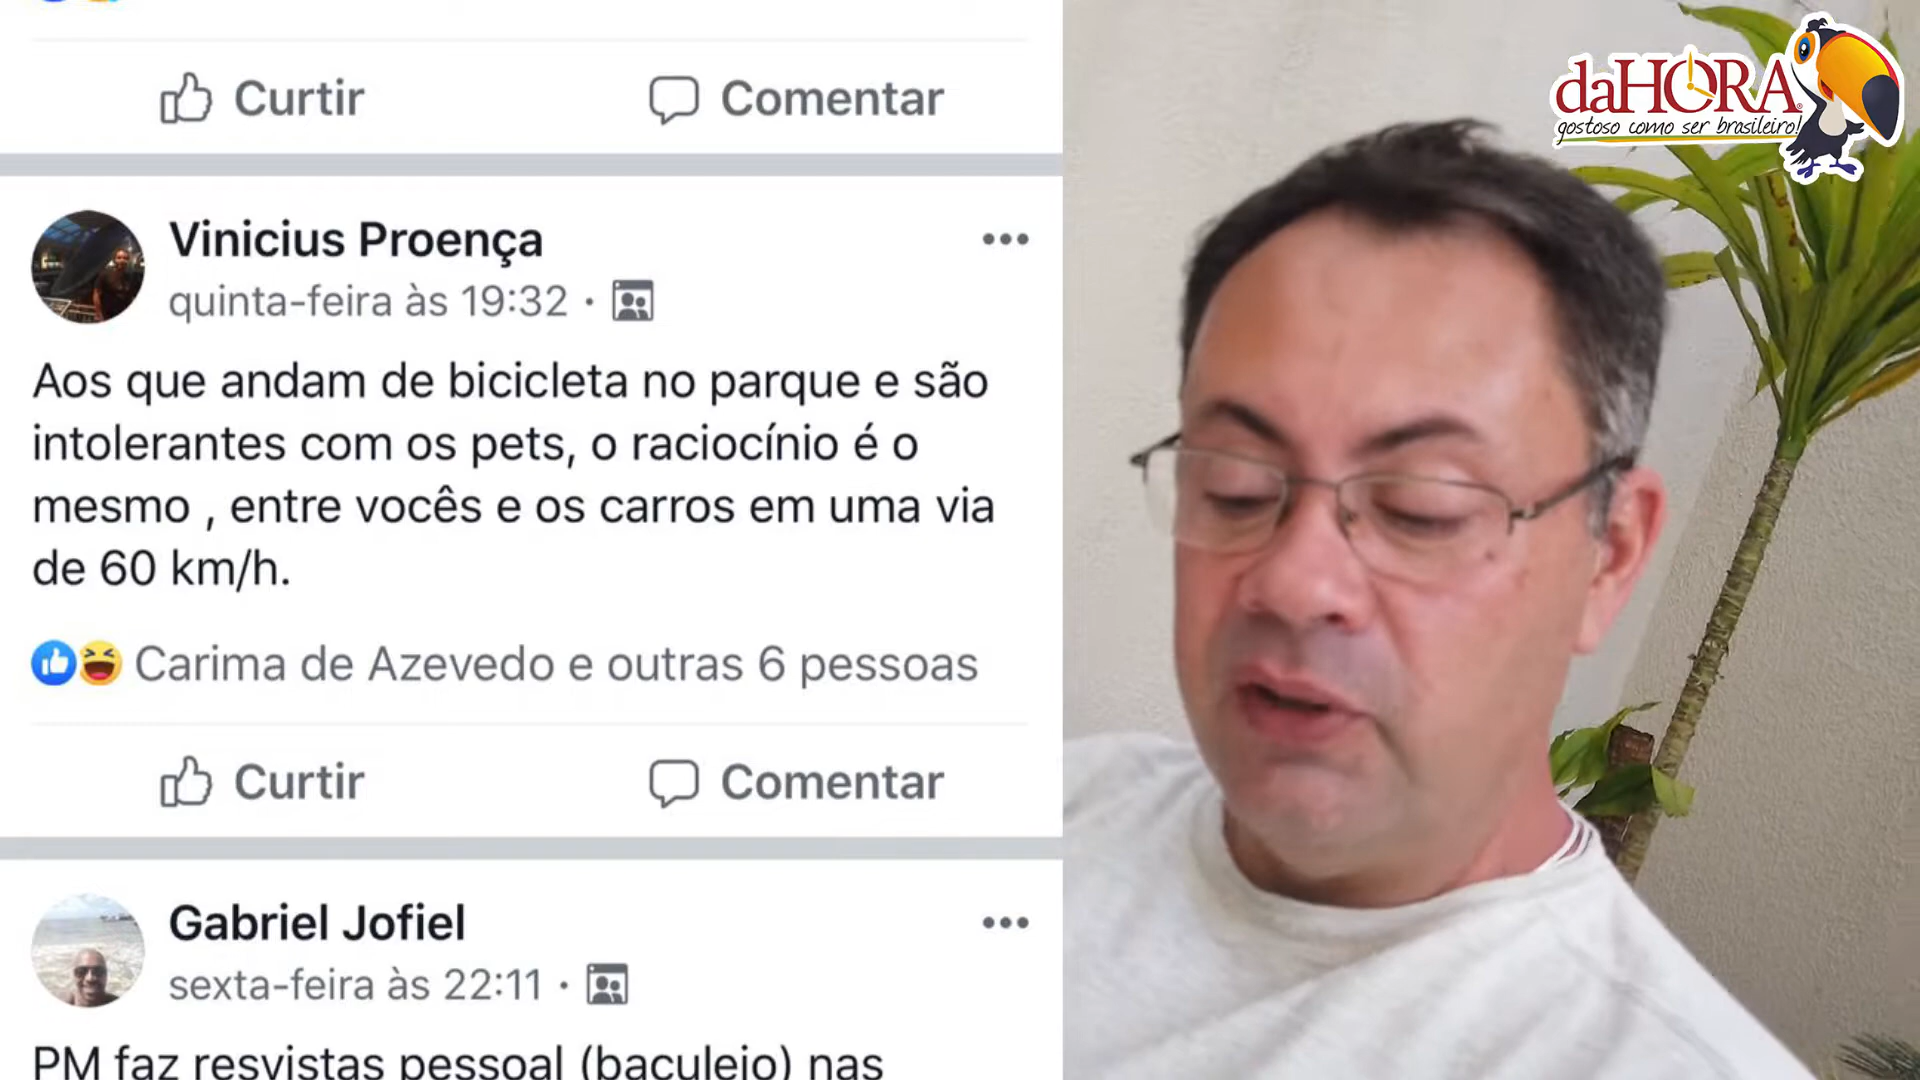 Curtir
Comentar
Vinicius Proença
quinta-feira às 19:32 ·
Aos que andam de bicicleta no parque e são
intolerantes com os pets, o raciocínio é o
mesmo , entre vocês e os carros em uma via
de 60 km/h.
Carima de Azevedo e outras 6 pessoas
Curtir
Comentar
Gabriel Jofiel
sexta-feira às 22:11 ·
PM faz resvistas pessoal (baculejo) nas
daHORA
gostoso como ser brasileiro!